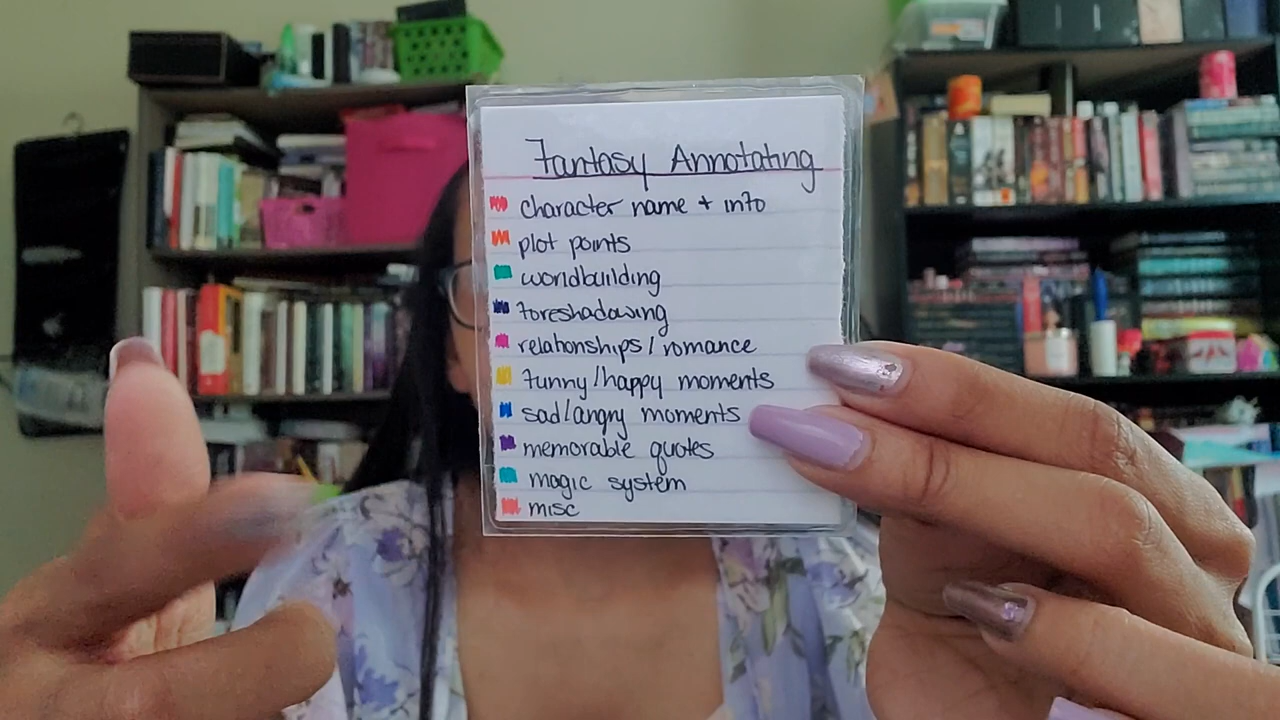 Fantasy Annotating
character name + info
plot points
worldbuilding
foreshadowing
relationships / romance
funny/happy moments
sad/angry moments
memorable quotes
magic system
misc